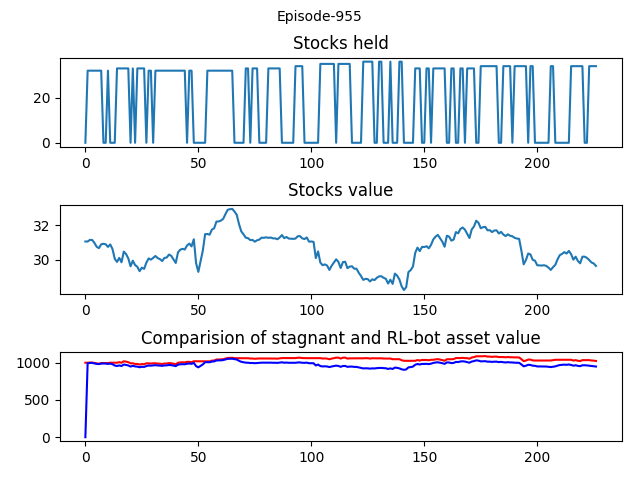 Episode-955
Stocks held
20
0
0 50 100 150 200
Stocks value
32
30
0 50 100 150 200
Comparision of stagnant and RL-bot asset value
1000
500
0
0 50 100 150 200